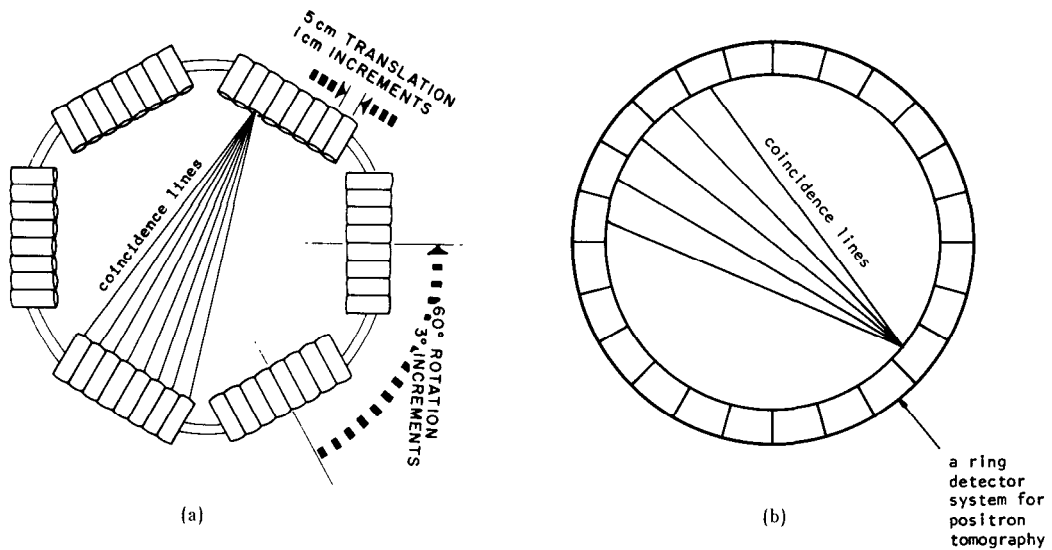 5cm TRANSLATION
1cm INCREMENTS
coincidence lines
60° ROTATION
3° INCREMENTS
(a)
coincidence lines
a ring
detector
system for
positron
tomography
(b)